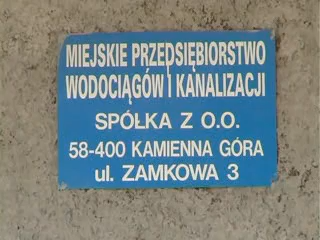 MIEJSKIE PRZEDSIĘBIORSTWO
WODOCIĄGÓW I KANALIZACJI
SPÓŁKA Z O.O.
58-400 KAMIENNA GÓRA
ul. ZAMKOWA 3